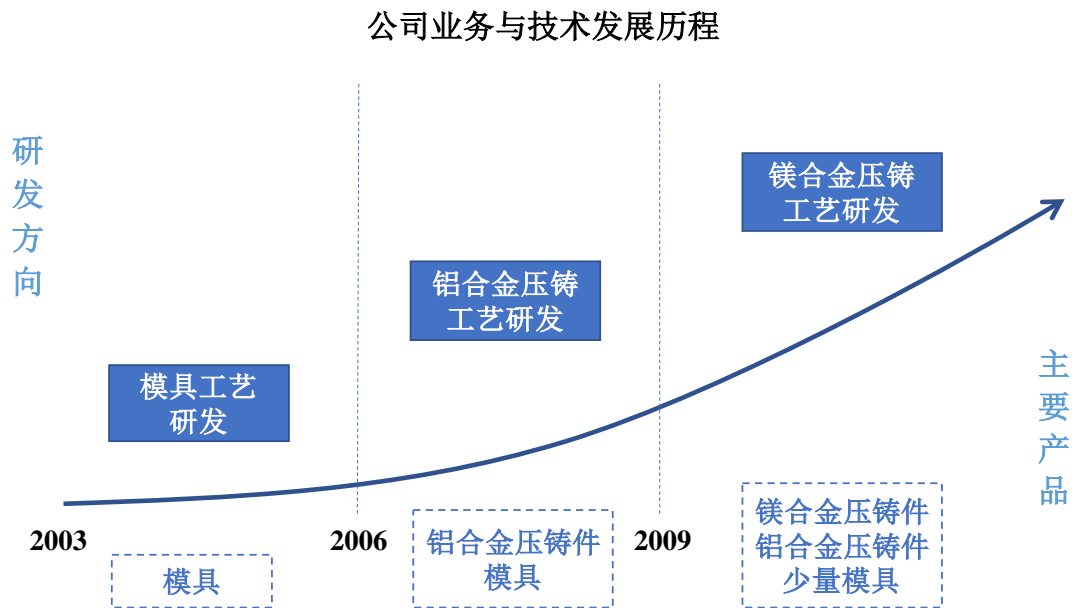 公司业务与技术发展历程
研发方向
镁合金压铸
工艺研发
铝合金压铸
工艺研发
模具工艺
研发
主要产品
2003
2006
2009
模具
铝合金压铸件
模具
镁合金压铸件
铝合金压铸件
少量模具